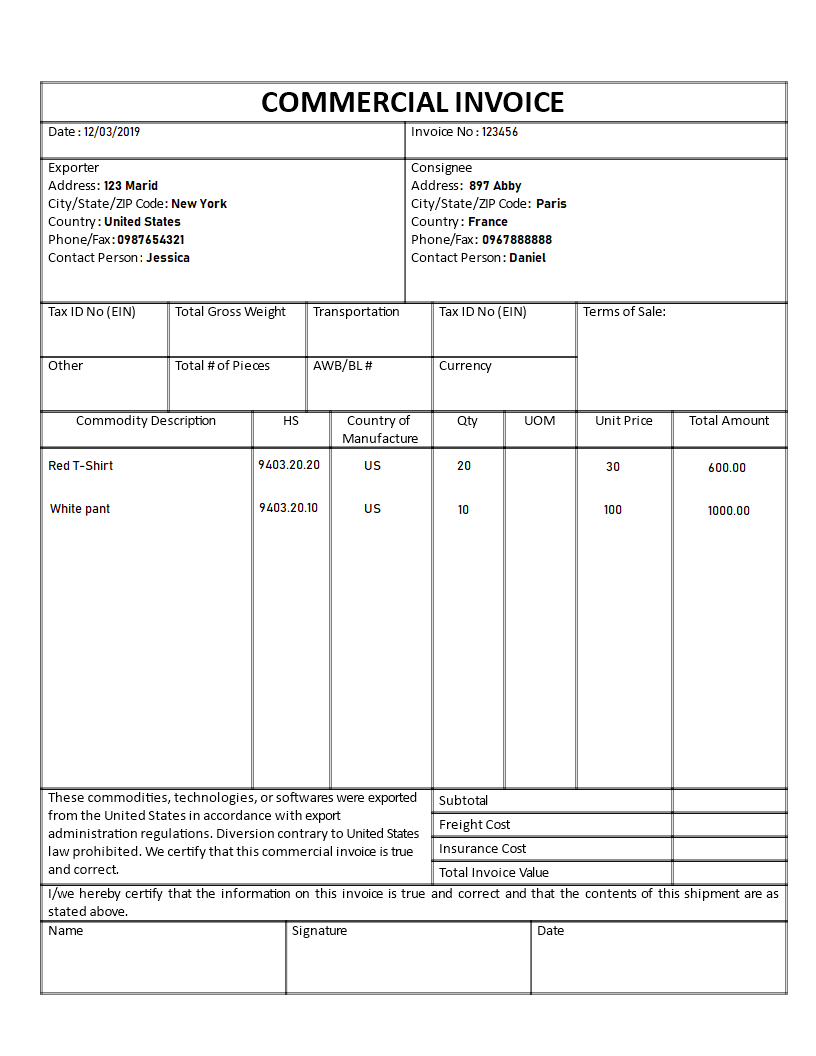 COMMERCIAL INVOICE
Date : 12/03/2019
Invoice No : 123456
Exporter
Address: 123 Marid
City/State/ZIP Code: New York
Country : United States
Phone/Fax: 0987654321
Contact Person : Jessica
Consignee
Address: 897 Abby
City/State/ZIP Code: Paris
Country : France
Phone/Fax: 0967888888
Contact Person : Daniel
Tax ID No (EIN) Total Gross Weight Transportation Tax ID No (EIN) Terms of Sale:
Other Total # of Pieces AWB/BL # Currency
Commodity Description HS Country of Manufacture Qty UOM Unit Price Total Amount
Red T-Shirt 9403.20.20 US 20 30 600.00
White pant 9403.20.10 US 10 100 1000.00
These commodities, technologies, or softwares were exported
from the United States in accordance with export
administration regulations. Diversion contrary to United States
law prohibited. We certify that this commercial invoice is true
and correct.
Subtotal
Freight Cost
Insurance Cost
Total Invoice Value
I/we hereby certify that the information on this invoice is true and correct and that the contents of this shipment are as
stated above.
Name Signature Date